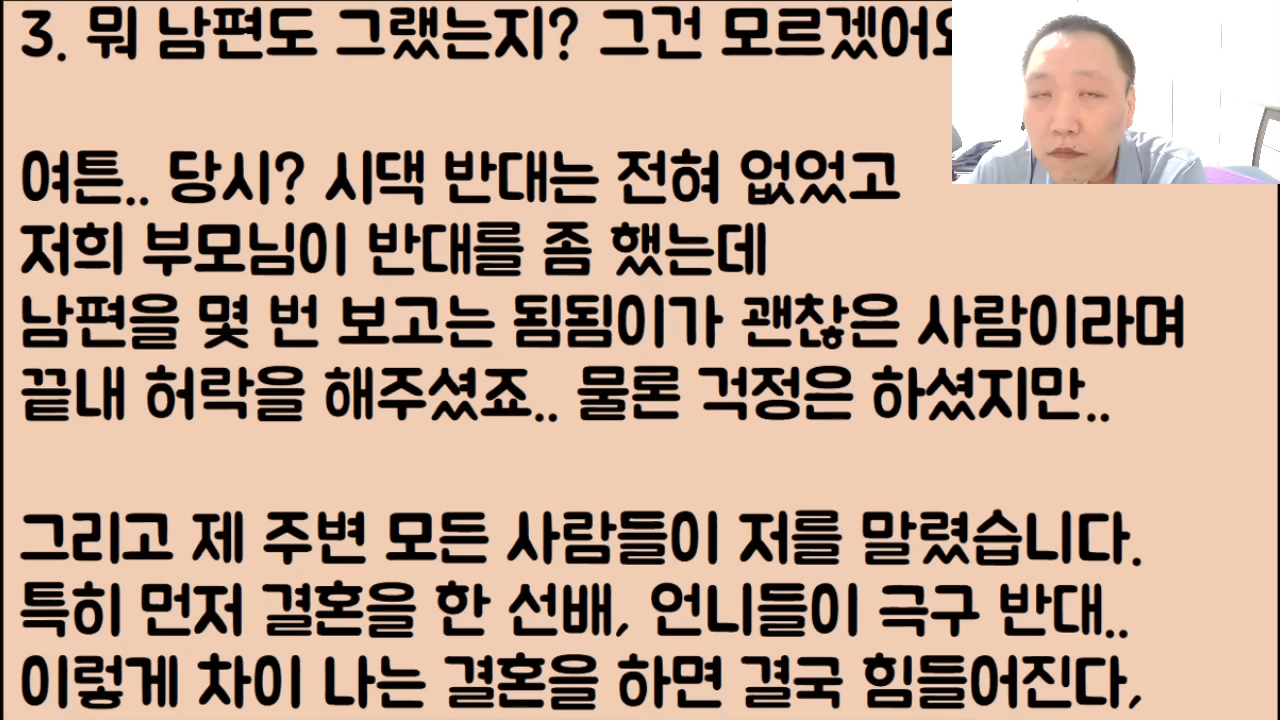 3. 뭐 남편도 그랬는지? 그건 모르겠어요
여튼.. 당시? 시댁 반대는 전혀 없었고
저희 부모님이 반대를 좀 했는데
남편을 몇 번 보고는 됨됨이가 괜찮은 사람이라며
끝내 허락을 해주셨죠.. 물론 걱정은 하셨지만..
그리고 제 주변 모든 사람들이 저를 말렸습니다.
특히 먼저 결혼을 한 선배, 언니들이 극구 반대..
이렇게 차이 나는 결혼을 하면 결국 힘들어진다,